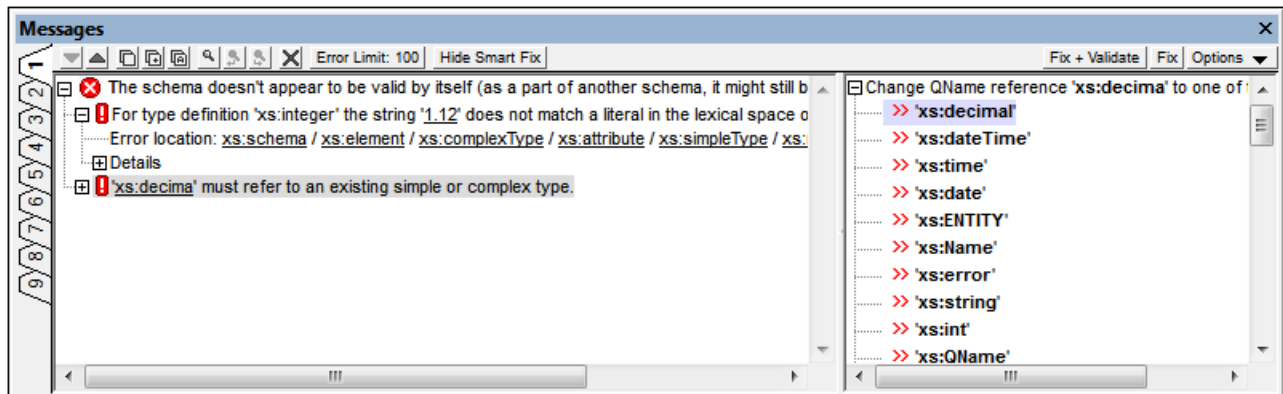 Messages
Error Limit: 100 Hide Smart Fix Fix + Validate Fix Options
1
2
3
4
5
6
7
8
9
The schema doesn't appear to be valid by itself (as a part of another schema, it might still b
For type definition 'xs:integer' the string '1.12' does not match a literal in the lexical space o
Error location: xs:schema / xs:element / xs:complexType / xs:attribute / xs:simpleType / xs:
Details
'xs:decima' must refer to an existing simple or complex type.
Change QName reference 'xs:decima' to one of
>> 'xs:decimal'
>> 'xs:dateTime'
>> 'xs:time'
>> 'xs:date'
>> 'xs:ENTITY'
>> 'xs:Name'
>> 'xs:error'
>> 'xs:string'
>> 'xs:int'
>> 'xs:QName'